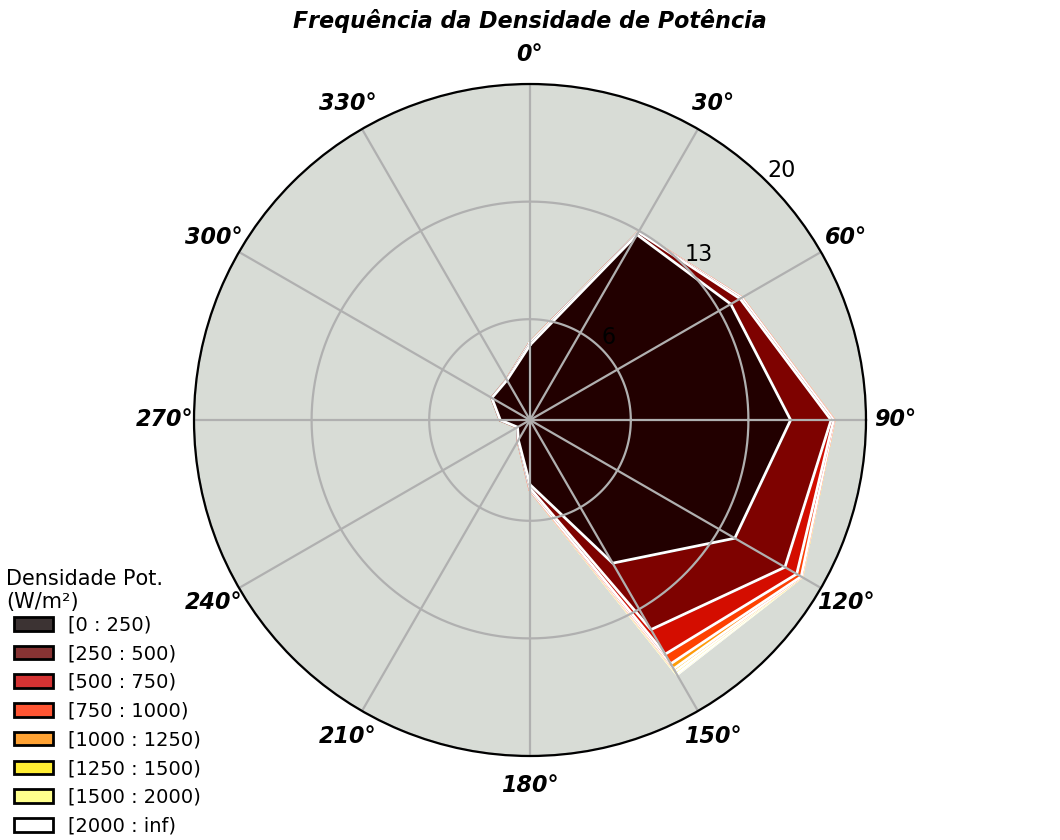 Frequência da Densidade de Potência
0°
330°
30°
20
300°
60°
13
6
270°
90°
240°
120°
210°
150°
180°
Densidade Pot.
(W/m²)
[0 : 250)
[250 : 500)
[500 : 750)
[750 : 1000)
[1000 : 1250)
[1250 : 1500)
[1500 : 2000)
[2000 : inf)